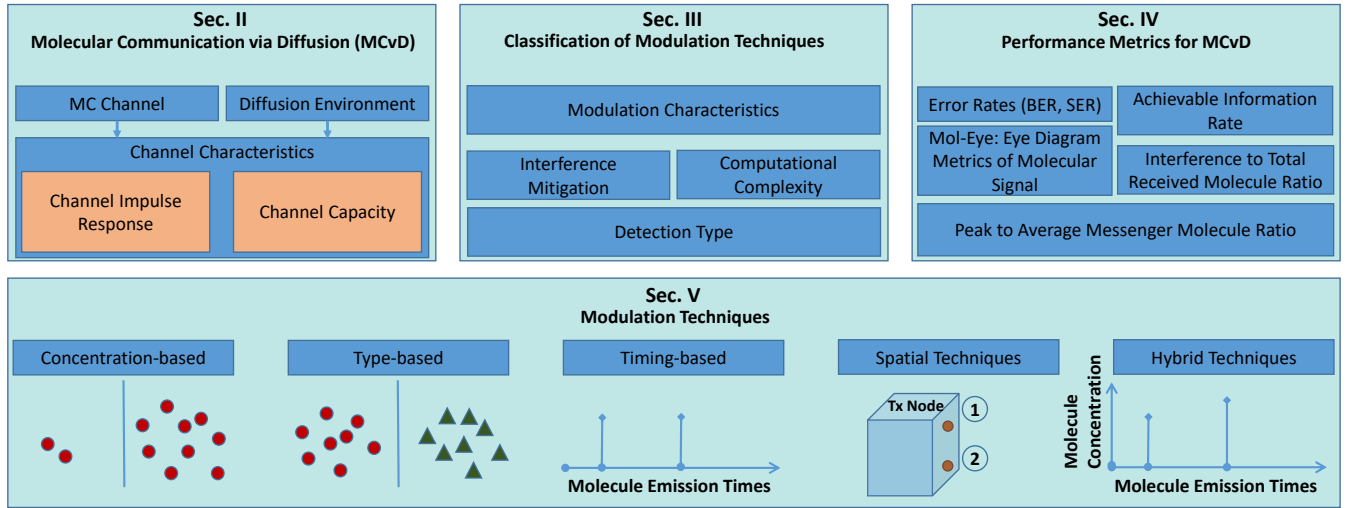 Sec. II
Molecular Communication via Diffusion (MCvD)
MC Channel
Diffusion Environment
Channel Characteristics
Channel Impulse
Response
Channel Capacity
Sec. III
Classification of Modulation Techniques
Modulation Characteristics
Interference
Mitigation
Computational
Complexity
Detection Type
Sec. IV
Performance Metrics for MCvD
Error Rates (BER, SER)
Achievable Information
Rate
Mol-Eye: Eye Diagram
Metrics of Molecular
Signal
Interference to Total
Received Molecule Ratio
Peak to Average Messenger Molecule Ratio
Sec. V
Modulation Techniques
Concentration-based
Type-based
Timing-based
Molecule Emission Times
Spatial Techniques
Tx Node
1
2
Hybrid Techniques
Molecule
Concentration
Molecule Emission Times